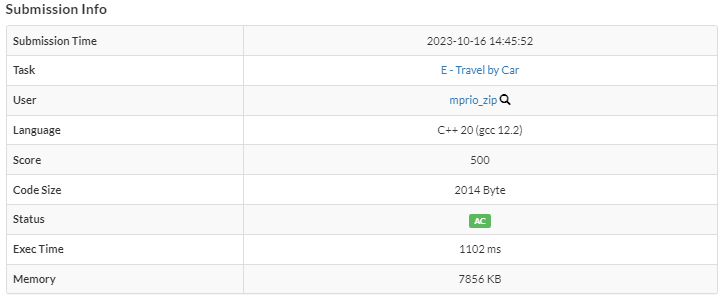 Submission Info
Submission Time 2023-10-16 14:45:52
Task E - Travel by Car
User mprio_zip
Language C++ 20 (gcc 12.2)
Score 500
Code Size 2014 Byte
Status AC
Exec Time 1102 ms
Memory 7856 KB